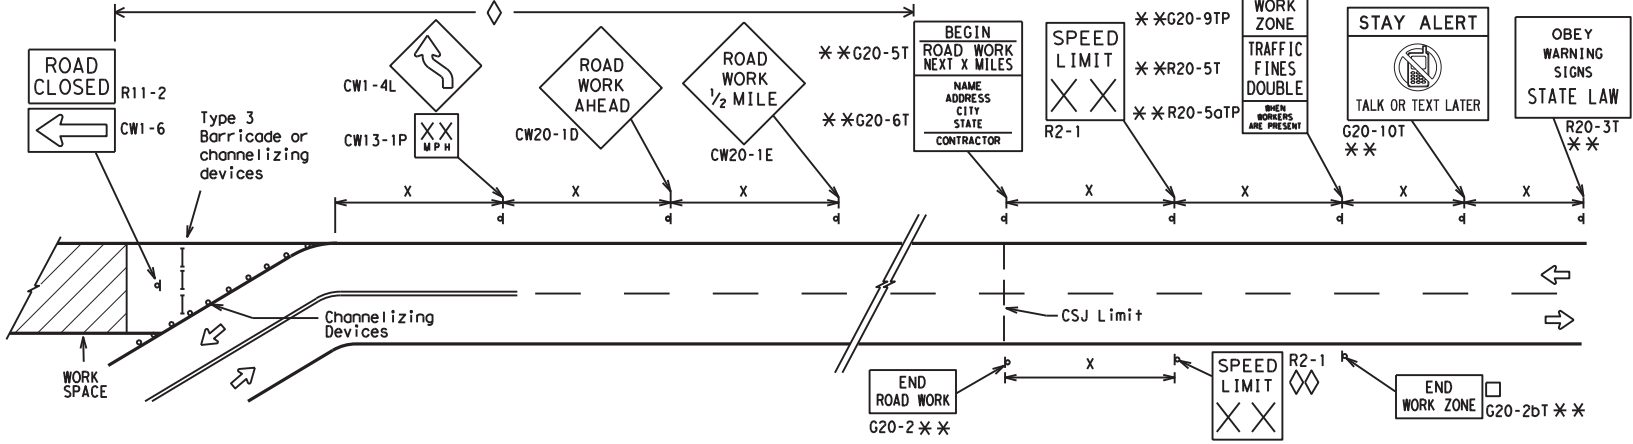 ROAD
CLOSED
R11-2
CW1-6
Type 3
Barricade or
channelizing
devices
CW1-4L
XX
MPH
CW13-1P
ROAD
WORK
AHEAD
CW20-1D
ROAD
WORK
1/2 MILE
CW20-1E
**G20-5T
BEGIN
ROAD WORK
NEXT X MILES
**G20-6T
NAME
ADDRESS
CITY
STATE
CONTRACTOR
SPEED
LIMIT
XX
R2-1
**G20-9TP
WORK
ZONE
**R20-5T
TRAFFIC
FINES
DOUBLE
**R20-5aTP
WHEN
WORKERS
ARE PRESENT
STAY ALERT
TALK OR TEXT LATER
G20-10T
**
OBEY
WARNING
SIGNS
STATE LAW
R20-3T
**
X
X
X
X
X
X
X
Channelizing
Devices
CSJ Limit
WORK
SPACE
X
END
ROAD WORK
G20-2 **
SPEED
LIMIT
XX
R2-1
END
WORK ZONE
G20-2bT **